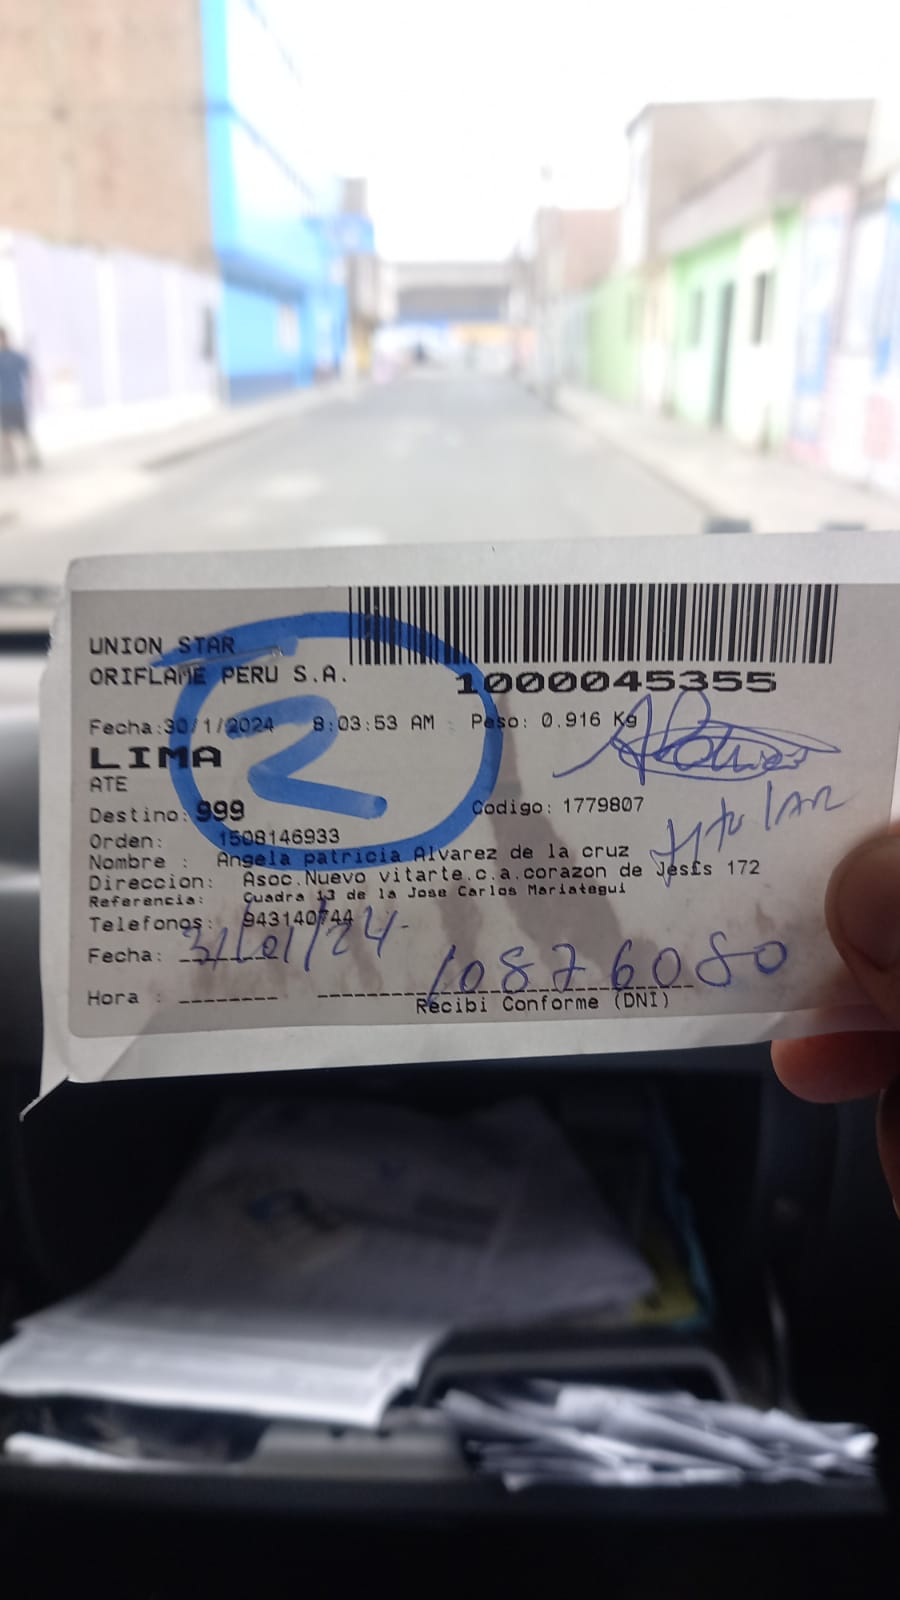 UNION STAR
ORIFLAME PERU S.A.
1000045355
Fecha:30/1/2024 8:03:53 AM Peso: 0.916 Kg
LIMA
ATE
2
Destino: 999 Codigo: 1779807
titular
Orden: 1508146933
Nombre : Angela patricia Alvarez de la cruz
Direccion: Asoc.Nuevo vitarte.c.a.corazon de Jes£s 172
Referencia: Cuadra 13 de la Jose Carlos Mariategui
Telefonos: 943140744
Fecha: 31/01/24
10876080
Hora :
Recibi Conforme (DNI)